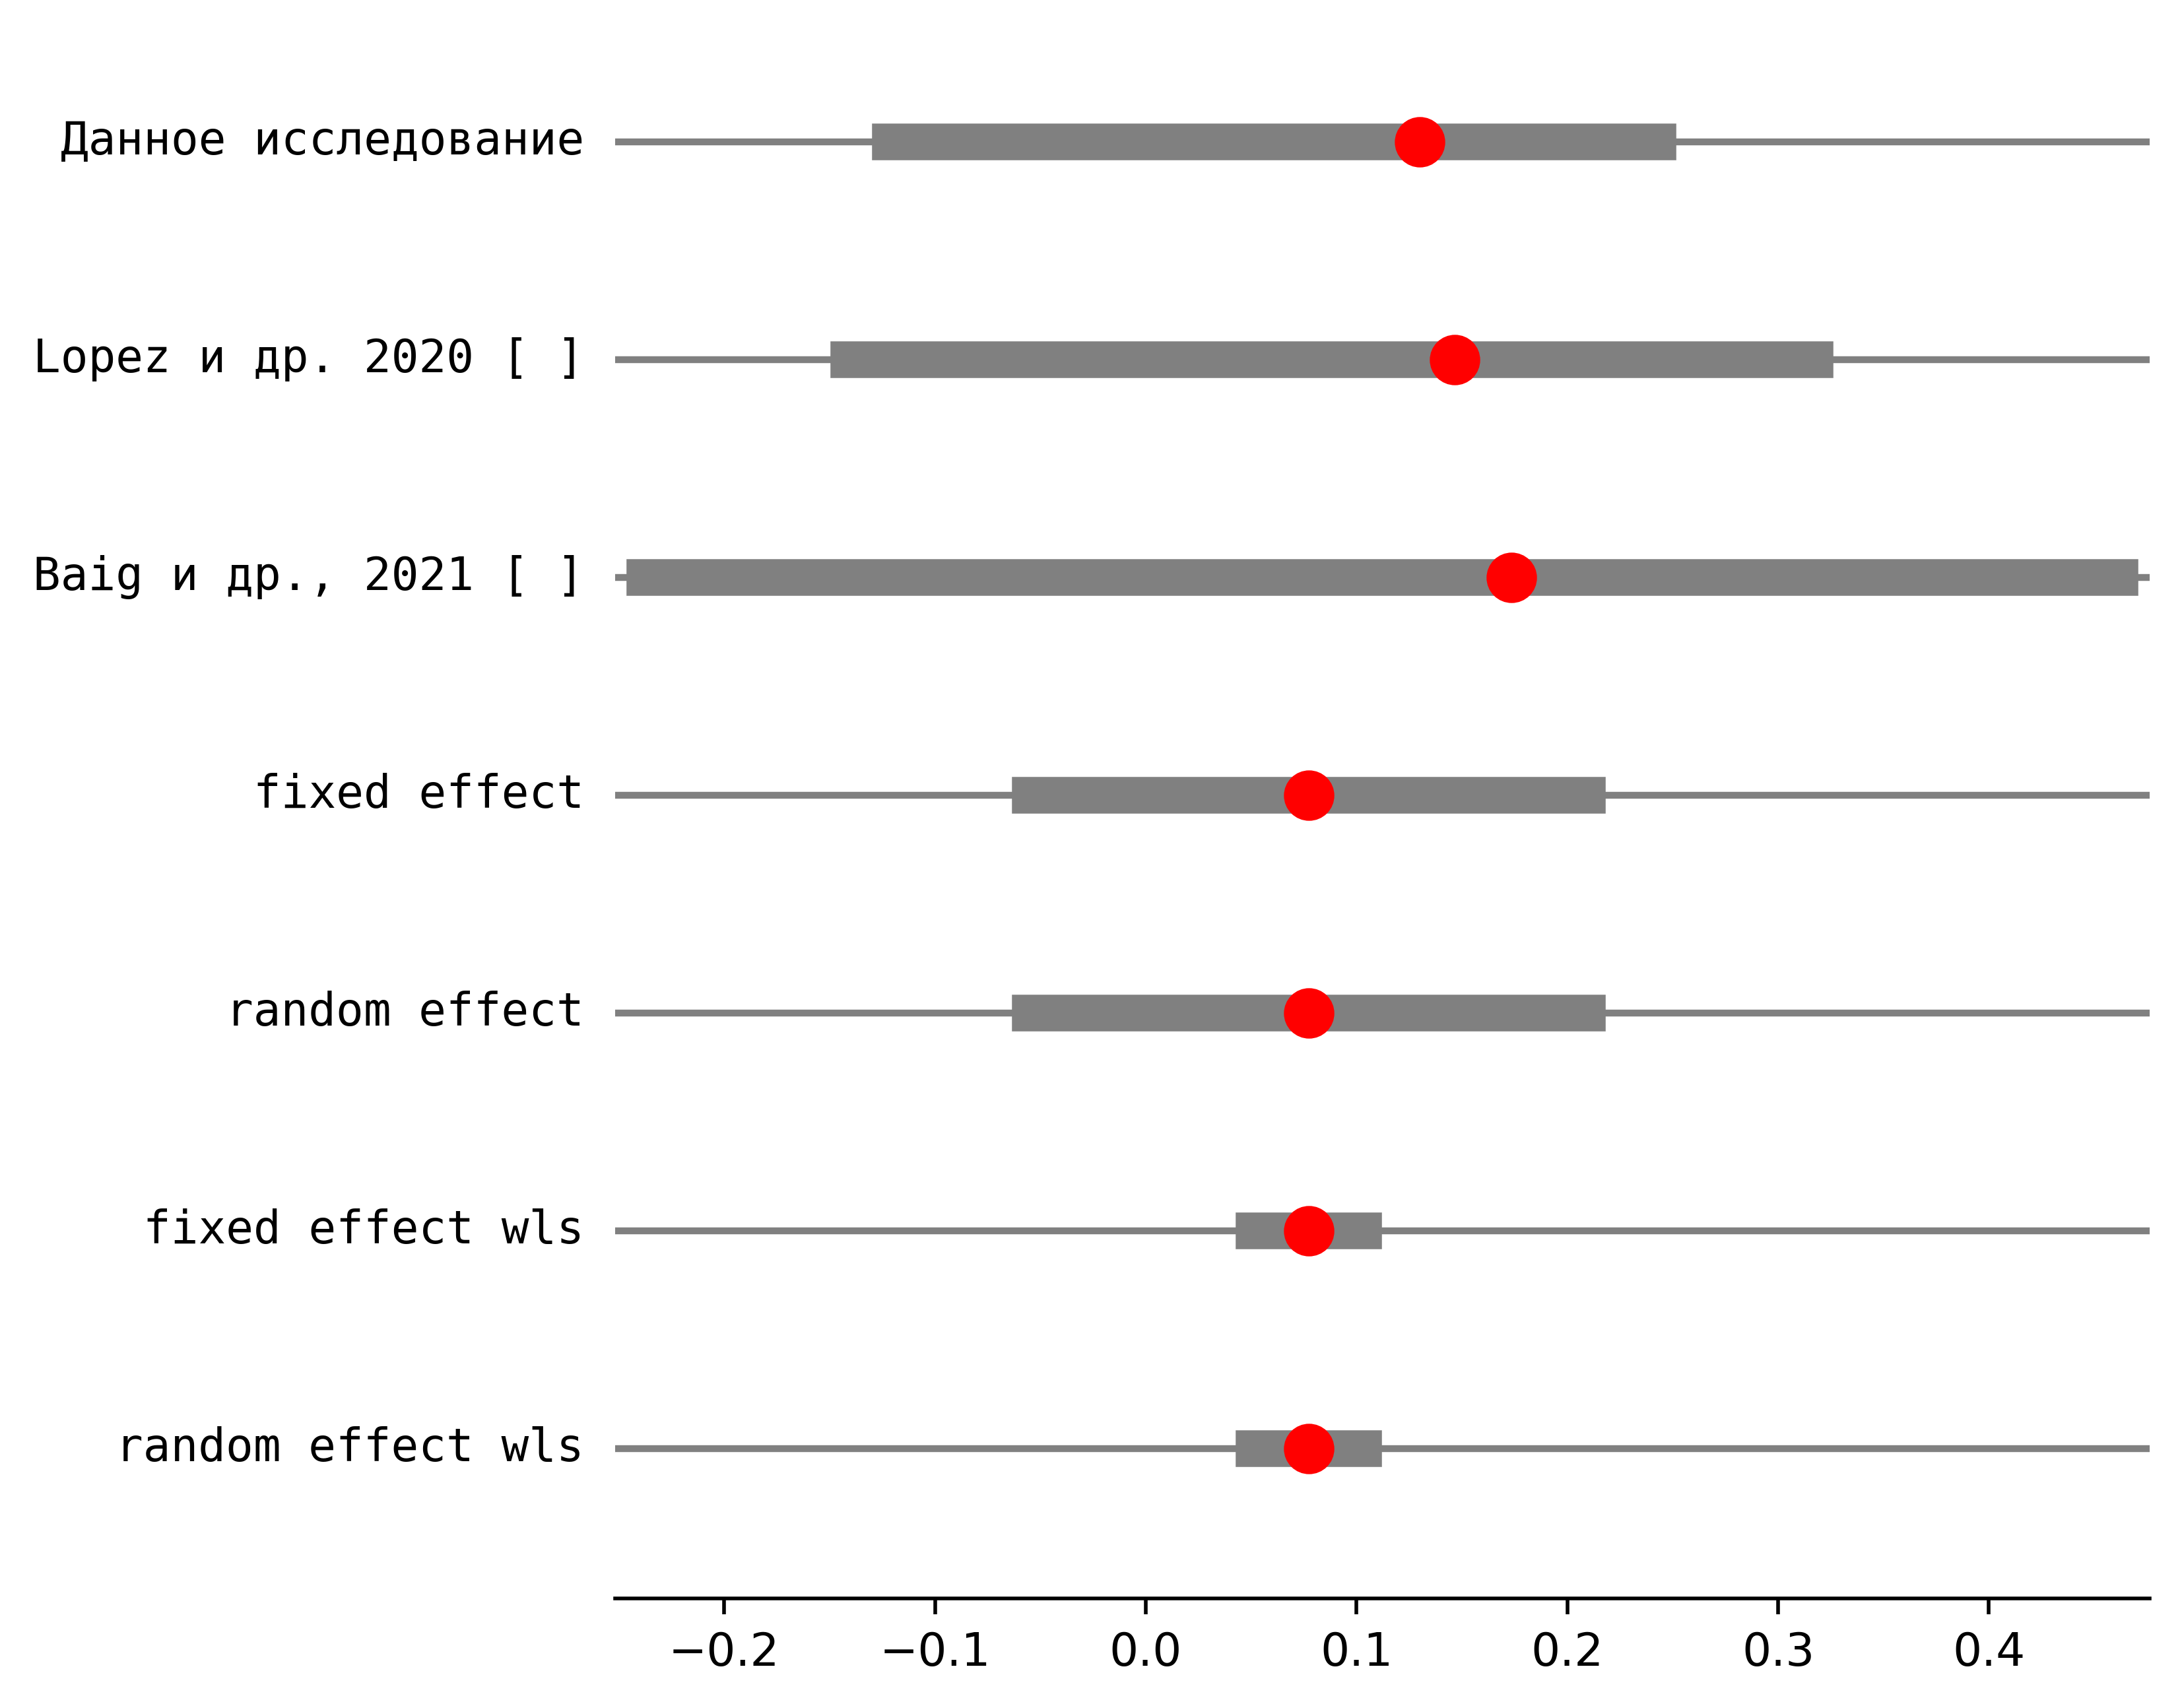 Данное исследование
Lopez и др. 2020 [ ]
Baig и др., 2021 [ ]
fixed effect
random effect
fixed effect wls
random effect wls
−0.2 −0.1 0.0 0.1 0.2 0.3 0.4